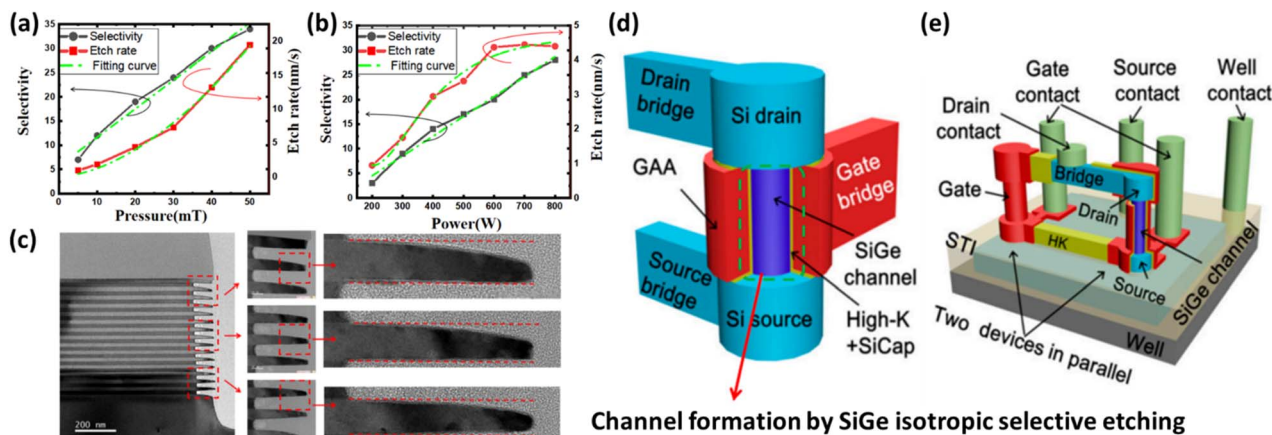 (a)
35
30
25
20
15
10
5
0
Selectivity
Selectivity
Etch rate
Fitting curve
20
15
10
5
0
Etch rate(nm/s)
0 10 20 30 40 50
Pressure(mT)
(b)
35
30
25
20
15
10
5
0
Selectivity
Selectivity
Etch rate
Fitting curve
5
4
3
2
1
0
Etch rate(nm/s)
200 300 400 500 600 700 800
Power(W)
(c)
200 nm
(d)
Drain
bridge
Si drain
GAA
Gate
bridge
SiGe
channel
Source
bridge
Si source
High-K
+SiCap
Channel formation by SiGe isotropic selective etching
(e)
Gate
contact
Source
contact
Well
contact
Drain
contact
Gate
Bridge
Drain
STI
HK
Source
SiGe channel
Two devices in parallel
Well